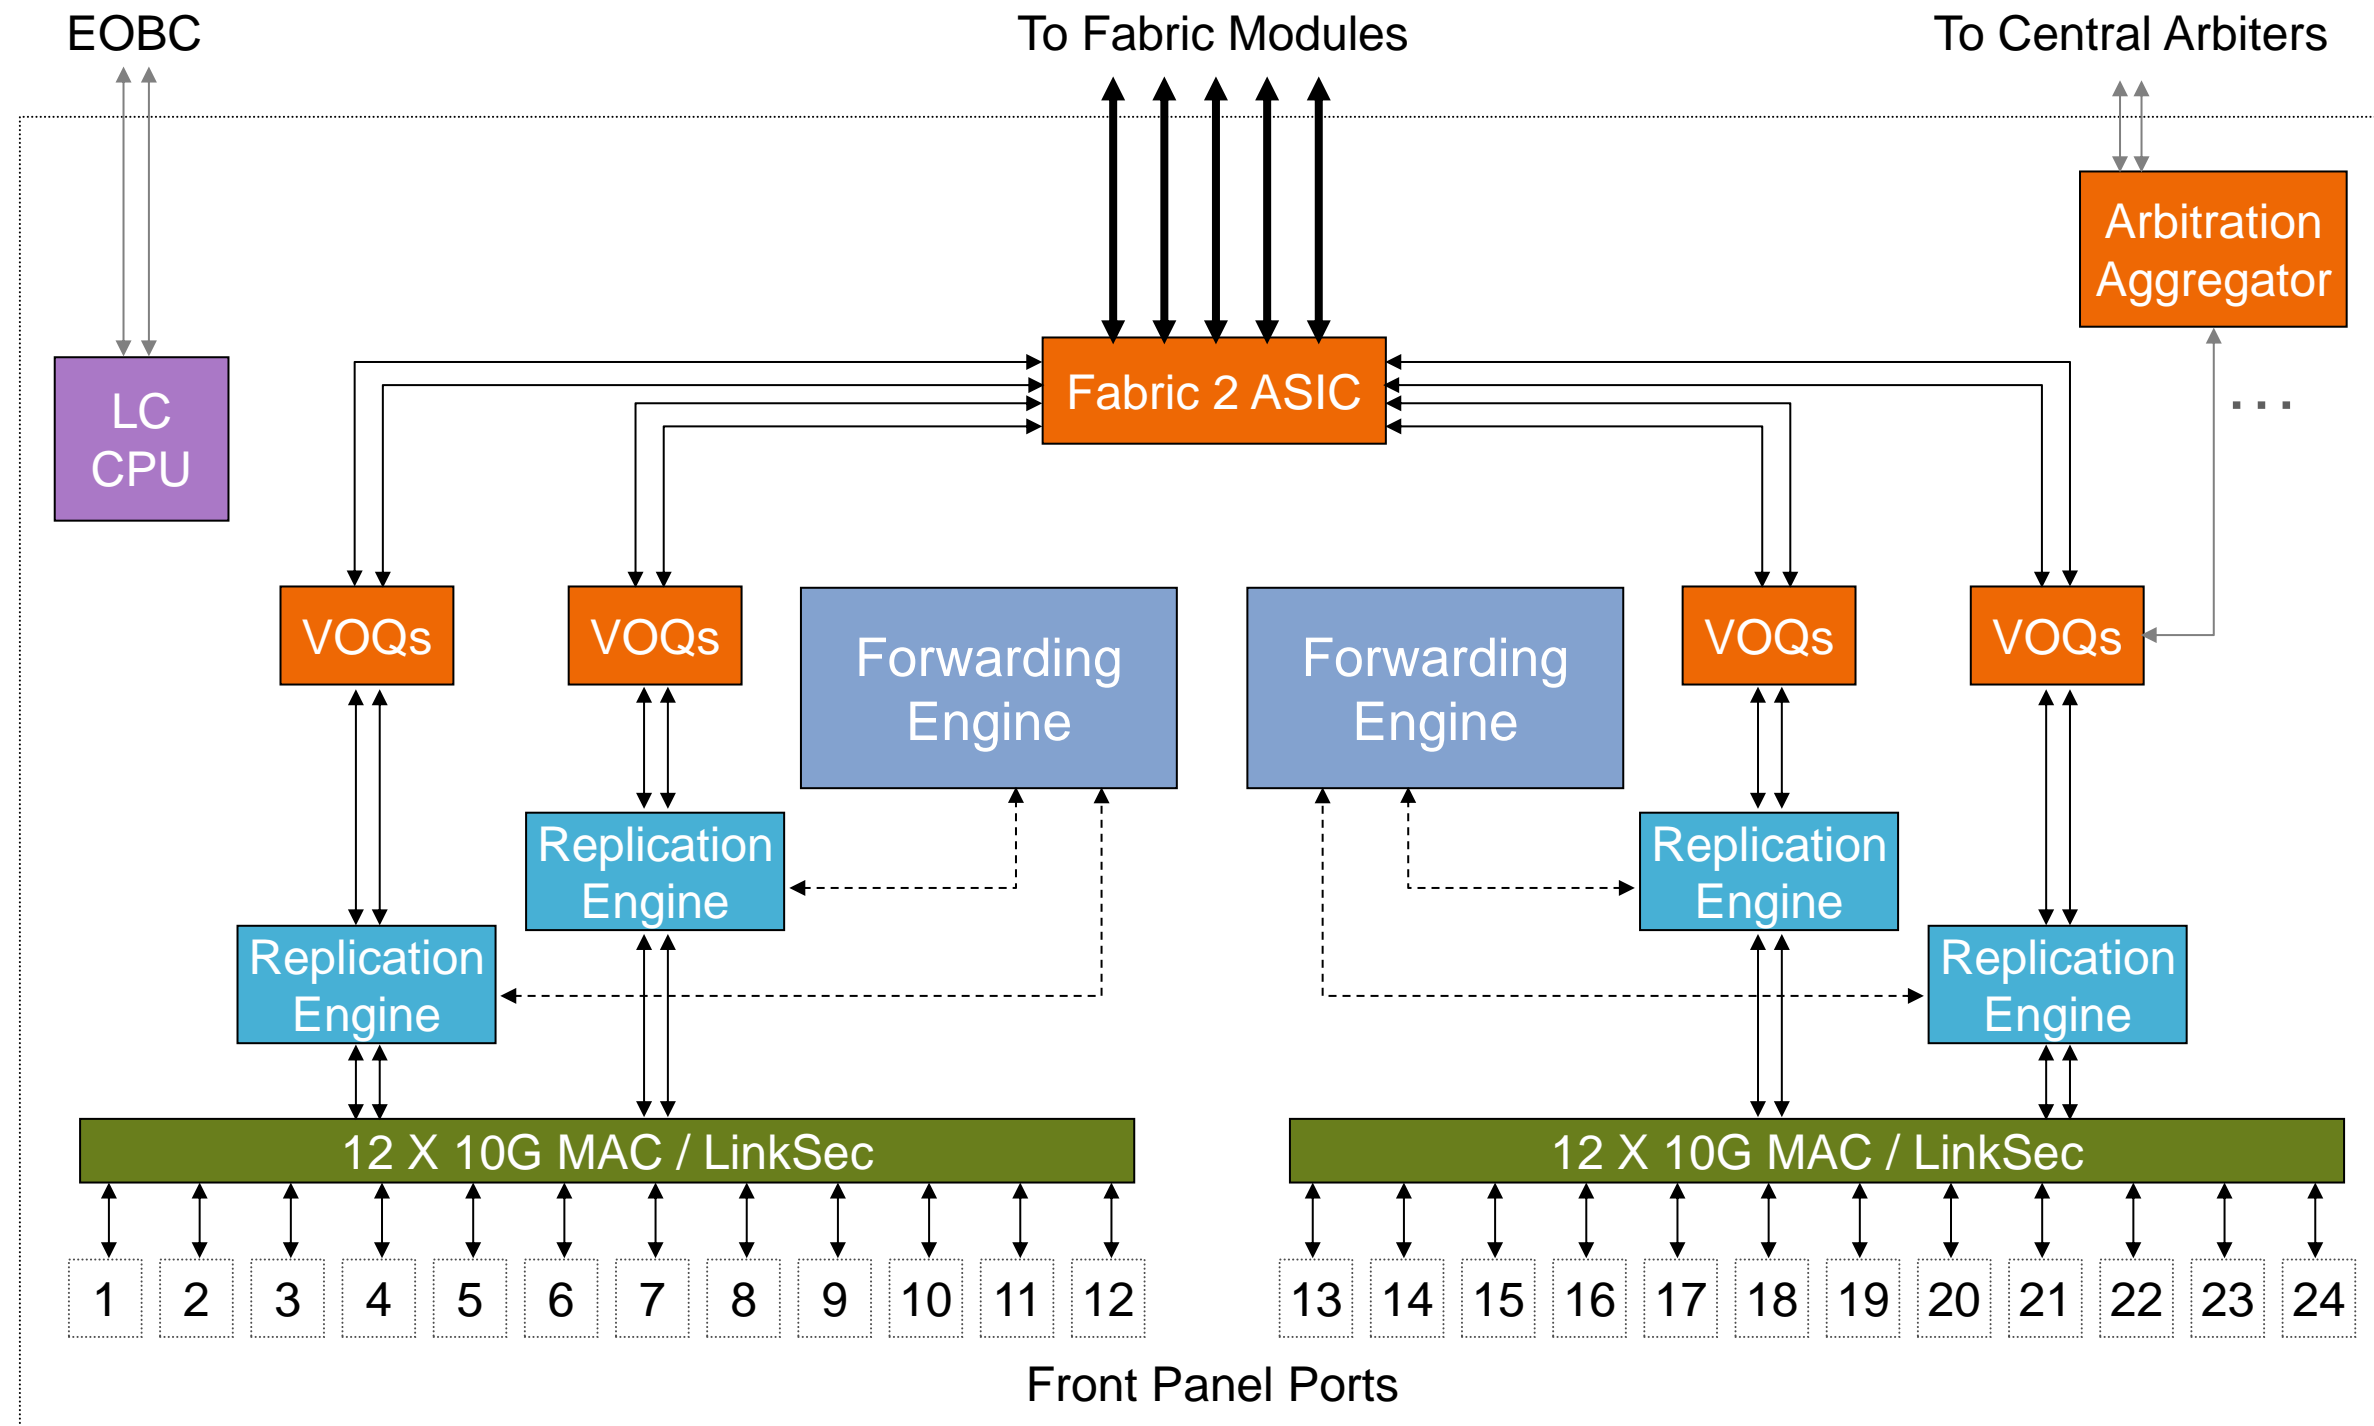 EOBC
To Fabric Modules
To Central Arbiters
Arbitration
Aggregator
LC
CPU
Fabric 2 ASIC
...
VOQs
VOQs
Forwarding
Engine
Forwarding
Engine
VOQs
VOQs
Replication
Engine
Replication
Engine
Replication
Engine
Replication
Engine
12 X 10G MAC / LinkSec
12 X 10G MAC / LinkSec
1 2 3 4 5 6 7 8 9 10 11 12
13 14 15 16 17 18 19 20 21 22 23 24
Front Panel Ports